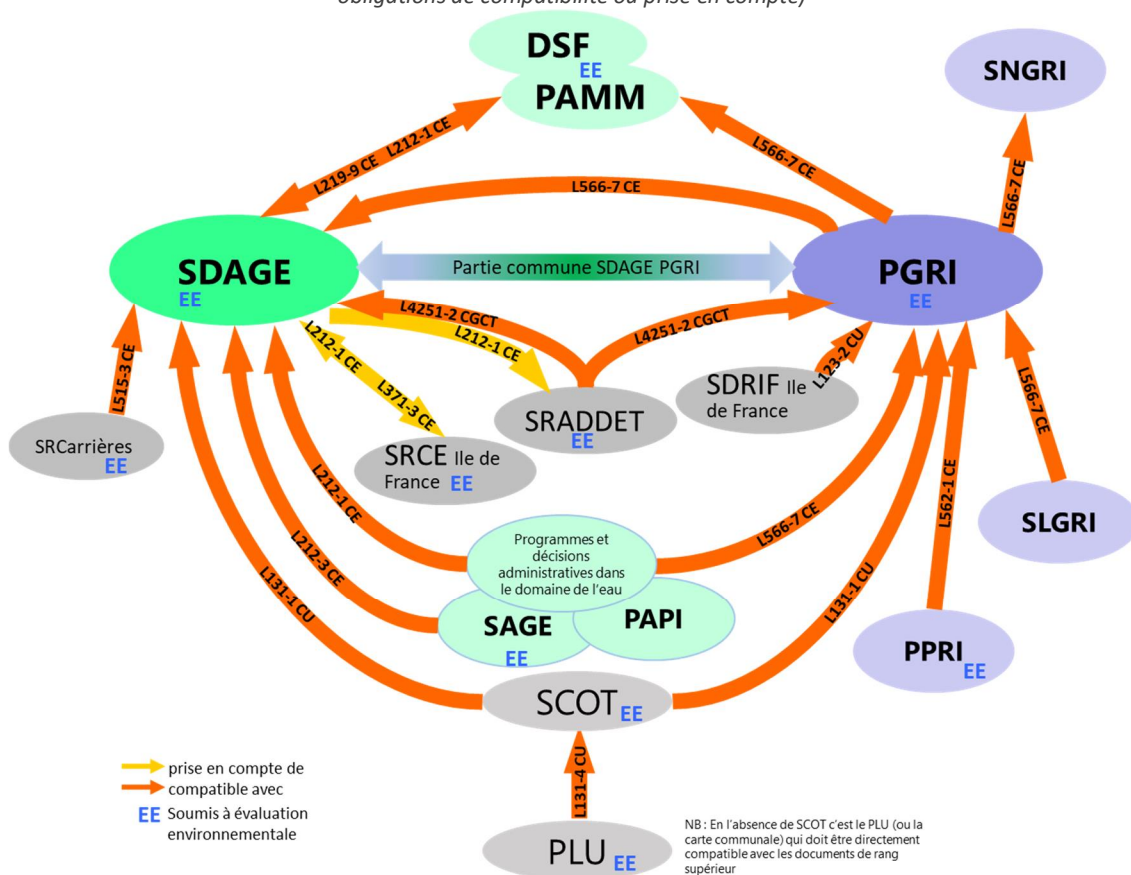 obligations de compatibilité ou prise en compte)
DSF
EE
PAMM
SNGRI
L219-9 CE L212-1 CE
L566-7 CE
L566-7 CE
L566-7 CE
SDAGE
EE
Partie commune SDAGE PGRI
PGRI
EE
L4251-2 CGCT
L4251-2 CGCT
L212-1 CE
L212-1 CE
L371-3 CE
L515-3 CE
L123-2 CU
SDRIF Ile
de France
L566-7 CE
SRADDET
EE
SRCarrières
EE
SRCE Ile de
France EE
L212-1 CE
L566-7 CE
L562-1 CE
SLGRI
Programmes et
décisions
administratives dans
le domaine de l'eau
L212-3 CE
L131-1 CU
L131-1 CU
SAGE
EE
PAPI
PPRI
EE
SCOT EE
prise en compte de
compatible avec
EE Soumis à évaluation
environnementale
L131-4 CU
PLU EE
NB : En l'absence de SCOT c'est le PLU (ou la
carte communale) qui doit être directement
compatible avec les documents de rang
supérieur